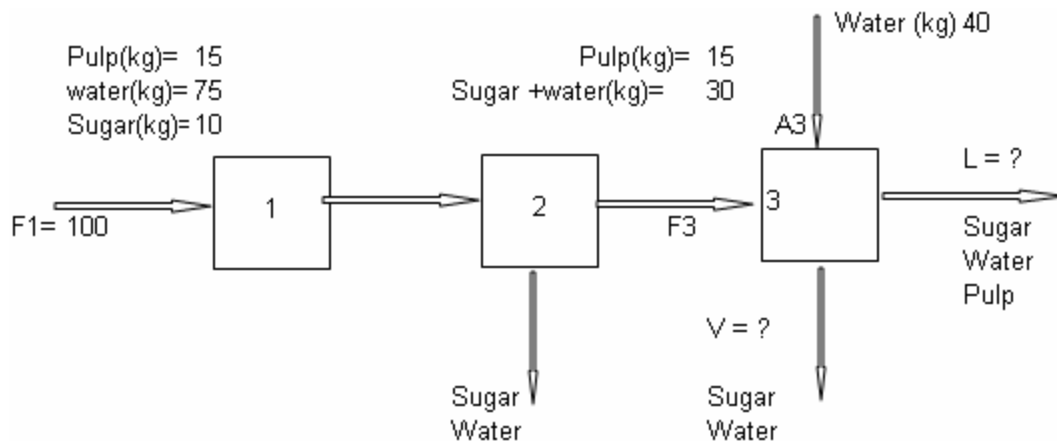 Pulp(kg)= 15
water(kg)= 75
Sugar(kg)= 10
Pulp(kg)= 15
Sugar +water(kg)= 30
Water (kg) 40
A3
1
2
3
F1= 100
F3
L = ?
Sugar
Water
Pulp
V = ?
Sugar
Water
Sugar
Water